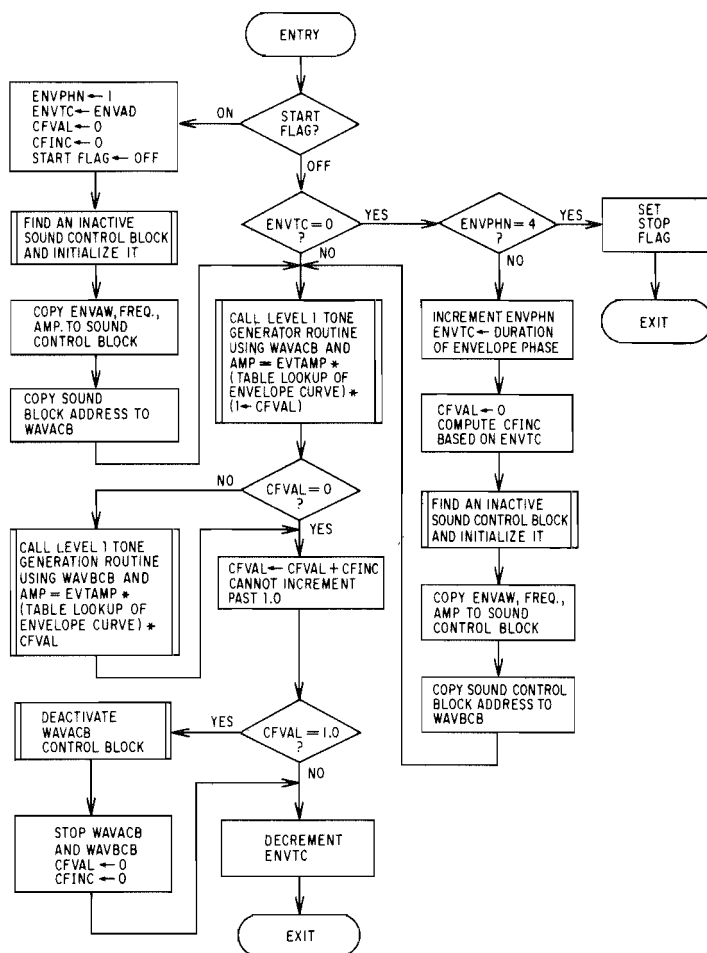 ENTRY
START
FLAG?
ON
OFF
ENVPHN ← 1
ENVTC ← ENVAD
CFVAL ← 0
CFINC ← 0
START FLAG ← OFF
FIND AN INACTIVE
SOUND CONTROL BLOCK
AND INITIALIZE IT
COPY ENVAW, FREQ.,
AMP. TO SOUND
CONTROL BLOCK
COPY SOUND
BLOCK ADDRESS TO
WAVACB
ENVTC = 0
?
YES
NO
ENVPHN = 4
?
YES
NO
SET
STOP
FLAG
EXIT
INCREMENT ENVPHN
ENVTC ← DURATION
OF ENVELOPE PHASE
CFVAL ← 0
COMPUTE CFINC
BASED ON ENVTC
FIND AN INACTIVE
SOUND CONTROL BLOCK
AND INITIALIZE IT
COPY ENVAW, FREQ.,
AMP TO SOUND
CONTROL BLOCK
COPY SOUND CONTROL
BLOCK ADDRESS TO
WAVBCB
CALL LEVEL 1 TONE
GENERATOR ROUTINE
USING WAVACB AND
AMP = EVTAMP *
(TABLE LOOKUP OF
ENVELOPE CURVE) *
(1 ← CFVAL)
CFVAL = 0
?
NO
YES
CALL LEVEL 1 TONE
GENERATION ROUTINE
USING WAVBCB AND
AMP = EVTAMP *
(TABLE LOOKUP OF
ENVELOPE CURVE) *
CFVAL
CFVAL ← CFVAL + CFINC
CANNOT INCREMENT
PAST 1.0
CFVAL = 1.0
?
YES
NO
DEACTIVATE
WAVACB
CONTROL BLOCK
STOP WAVACB
AND WAVBCB
CFVAL ← 0
CFINC ← 0
DECREMENT
ENVTC
EXIT